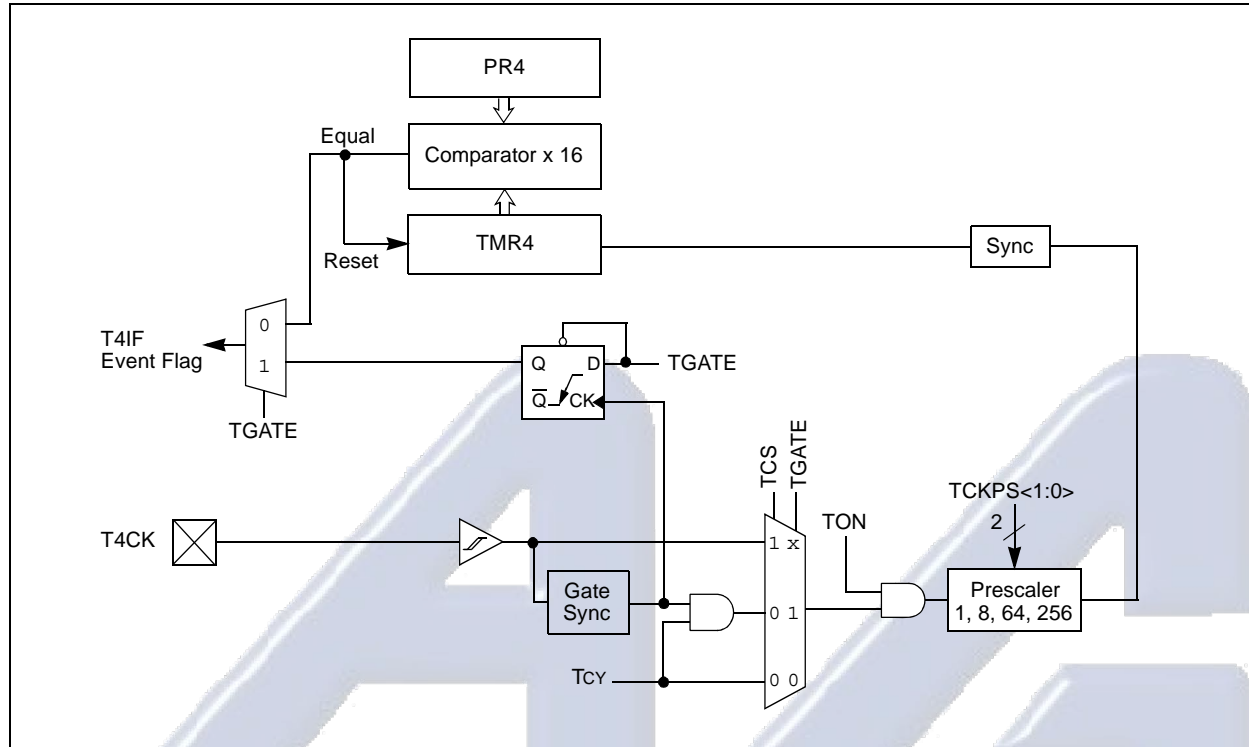 PR4
Equal
Comparator x 16
TMR4
Reset
Sync
T4IF
Event Flag
0
1
Q
D
TGATE
Q
CK
TGATE
TCS
TGATE
TCKPS<1:0>
2
TON
T4CK
1 x
Gate
Sync
0 1
Prescaler
1, 8, 64, 256
TCY
0 0